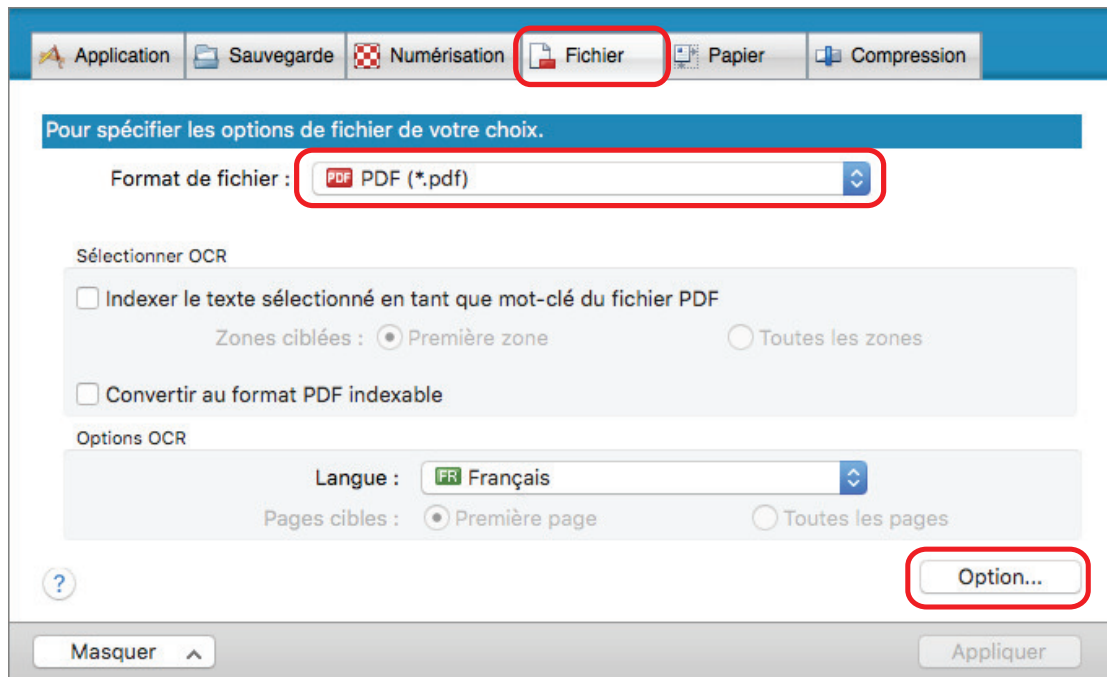 Application Sauvegarde Numérisation Fichier Papier Compression
Pour spécifier les options de fichier de votre choix.
Format de fichier : PDF PDF (*.pdf)
Sélectionner OCR
Indexer le texte sélectionné en tant que mot-clé du fichier PDF
Zones ciblées : Première zone Toutes les zones
Convertir au format PDF indexable
Options OCR
Langue : FR Français
Pages cibles : Première page Toutes les pages
? Option...
Masquer Appliquer